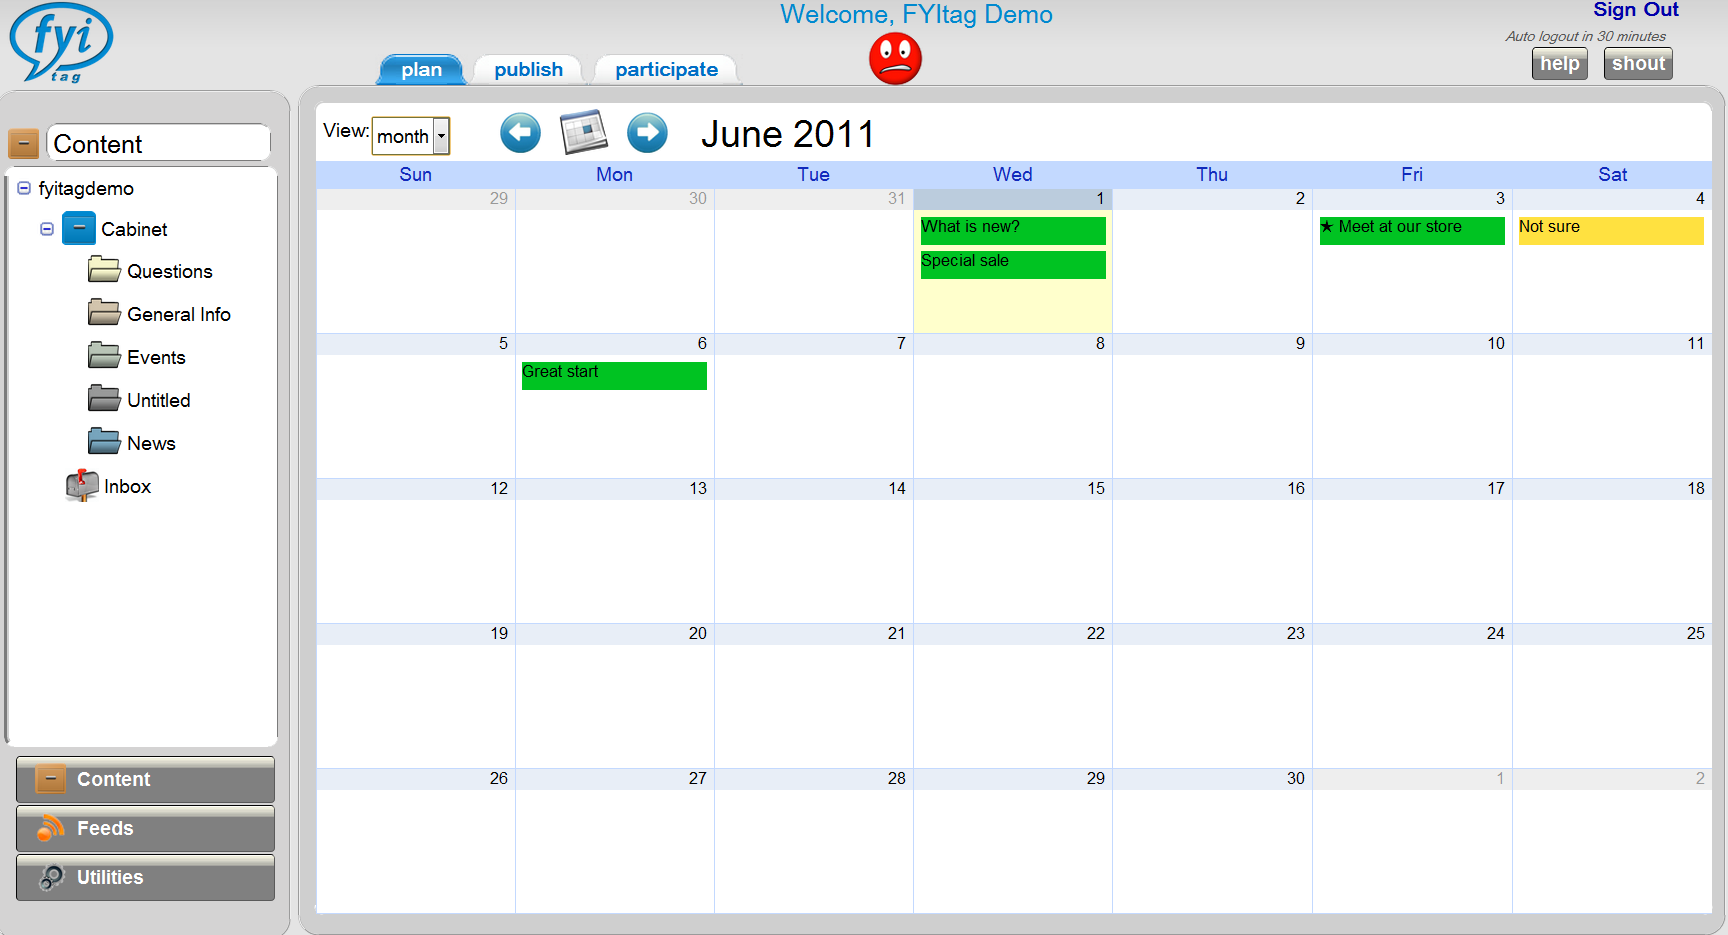 fyi
tag
Welcome, FYItag Demo
Sign Out
Auto logout in 30 minutes
help
shout
plan
publish
participate
Content
fyitagdemo
Cabinet
Questions
General Info
Events
Untitled
News
Inbox
Content
Feeds
Utilities
View: month
June 2011
Sun Mon Tue Wed Thu Fri Sat
29 30 31 1 2 3 4
What is new? ★ Meet at our store Not sure
Special sale
5 6 7 8 9 10 11
Great start
12 13 14 15 16 17 18
19 20 21 22 23 24 25
26 27 28 29 30 1 2